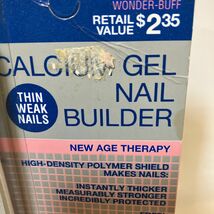 WONDER-BUFF
RETAIL VALUE $2.35
CALCIUM GEL
NAIL
BUILDER
THIN
WEAK
NAILS
NEW AGE THERAPY
HIGH-DENSITY POLYMER SHIELD
MAKES NAILS:
INSTANTLY THICKER
MEASURABLY STRONGER
INCREDIBLY PROTECTED